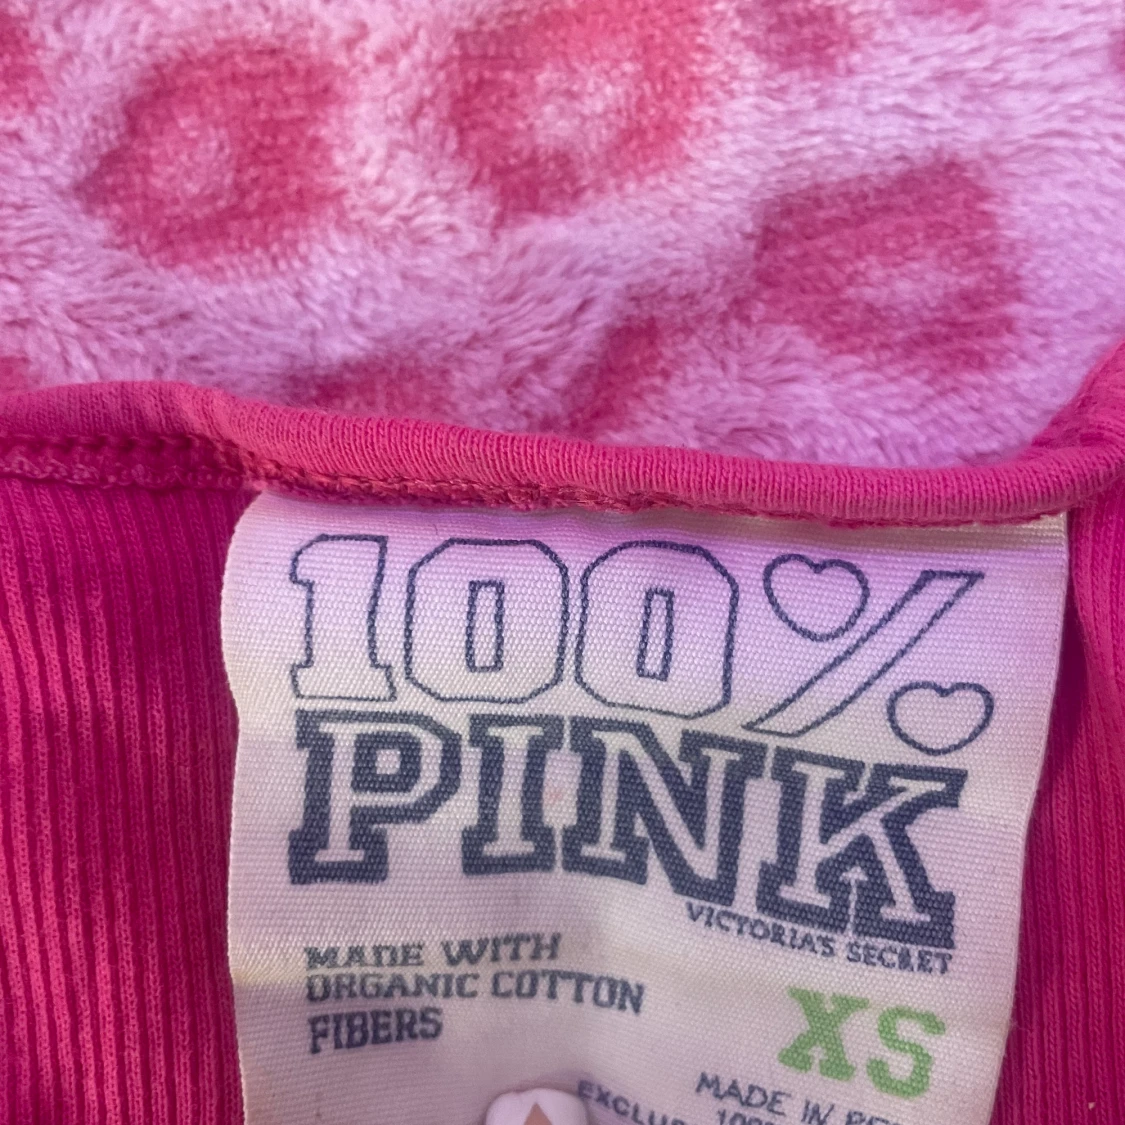 100%
PINK
VICTORIA'S SECRET
MADE WITH
ORGANIC COTTON
FIBERS
XS
MADE IN